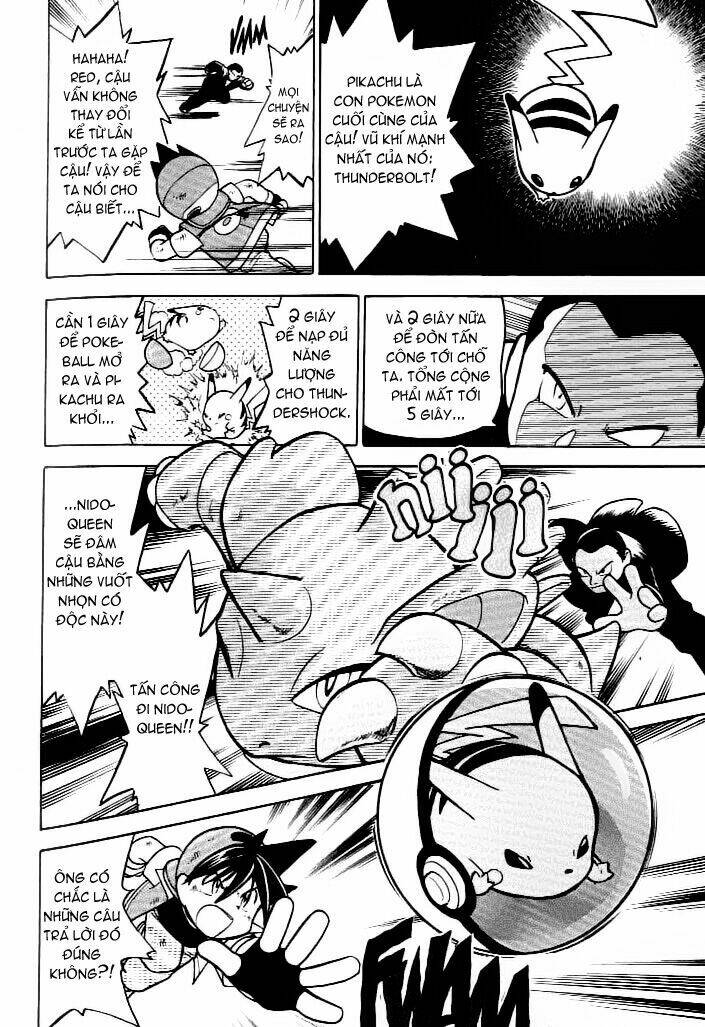 PIKACHU LÀ
CON POKEMON
CUỐI CÙNG CỦA
CẬU! VŨ KHÍ MẠNH
NHẤT CỦA NÓ:
THUNDERBOLT!
VAM
MỌI
CHUYỆN
SẼ RA
SAO!
HAHAHA!
RED, CẬU
VẪN KHÔNG
THAY ĐỔI
KỂ TỪ LẦN
TRƯỚC TA GẶP
CẬU! VẬY ĐỂ
TA NÓI CHO
CẬU BIẾT...
CẦN 1 GIÂY
ĐỂ POKE-
BALL MỞ
RA VÀ PI-
KACHU RA
KHỎI...
2 GIÂY
ĐỂ NẠP ĐỦ
NĂNG
LƯỢNG
CHO THUN-
DERSHOCK.
VÀ 2 GIÂY NỮA
ĐỂ ĐÒN TẤN
CÔNG TỚI CHỖ
TA. TỔNG CỘNG
PHẢI MẤT TỚI
5 GIÂY...
...NIDO-
QUEEN
SẼ ĐÂM
CẬU BẰNG
NHỮNG VUỐT
NHỌN CÓ
ĐỘC NÀY!
nii
iiii
TẤN CÔNG
ĐI NIDO-
QUEEN!!
ÔNG CÓ
CHẮC LÀ
NHỮNG CÂU
TRẢ LỜI ĐÓ
ĐÚNG
KHÔNG?!
FWAM